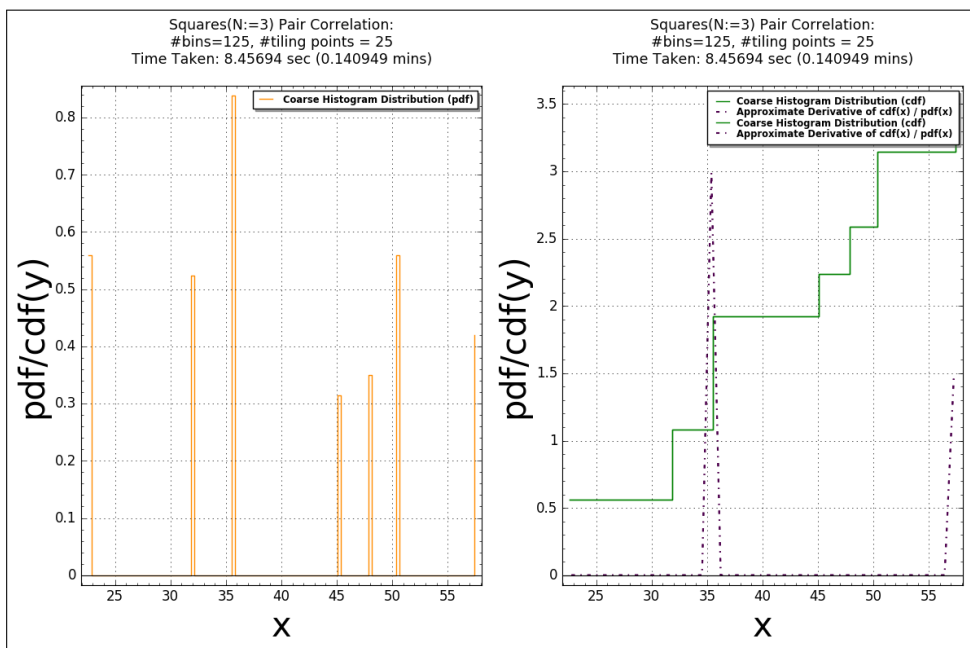 Squares(N:=3) Pair Correlation:
#bins=125, #tiling points = 25
Time Taken: 8.45694 sec (0.140949 mins)
Coarse Histogram Distribution (pdf)
pdf/cdf(y)
0.8
0.7
0.6
0.5
0.4
0.3
0.2
0.1
0
25 30 35 40 45 50 55
x
Squares(N:=3) Pair Correlation:
#bins=125, #tiling points = 25
Time Taken: 8.45694 sec (0.140949 mins)
Coarse Histogram Distribution (cdf)
Approximate Derivative of cdf(x) / pdf(x)
Coarse Histogram Distribution (cdf)
Approximate Derivative of cdf(x) / pdf(x)
pdf/cdf(y)
3.5
3
2.5
2
1.5
1
0.5
0
25 30 35 40 45 50 55
x